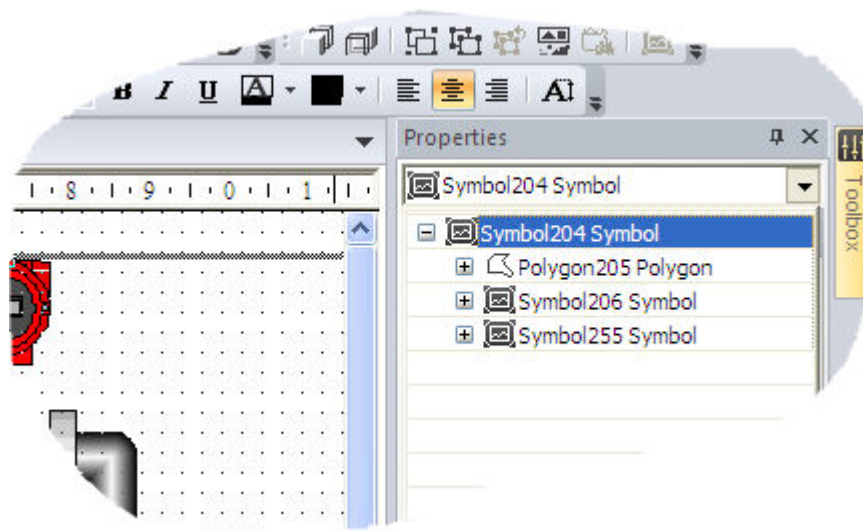 B I U A A
Properties
8 9 0 1
Symbol204 Symbol
Symbol204 Symbol
Polygon205 Polygon
Symbol206 Symbol
Symbol255 Symbol
Toolbox